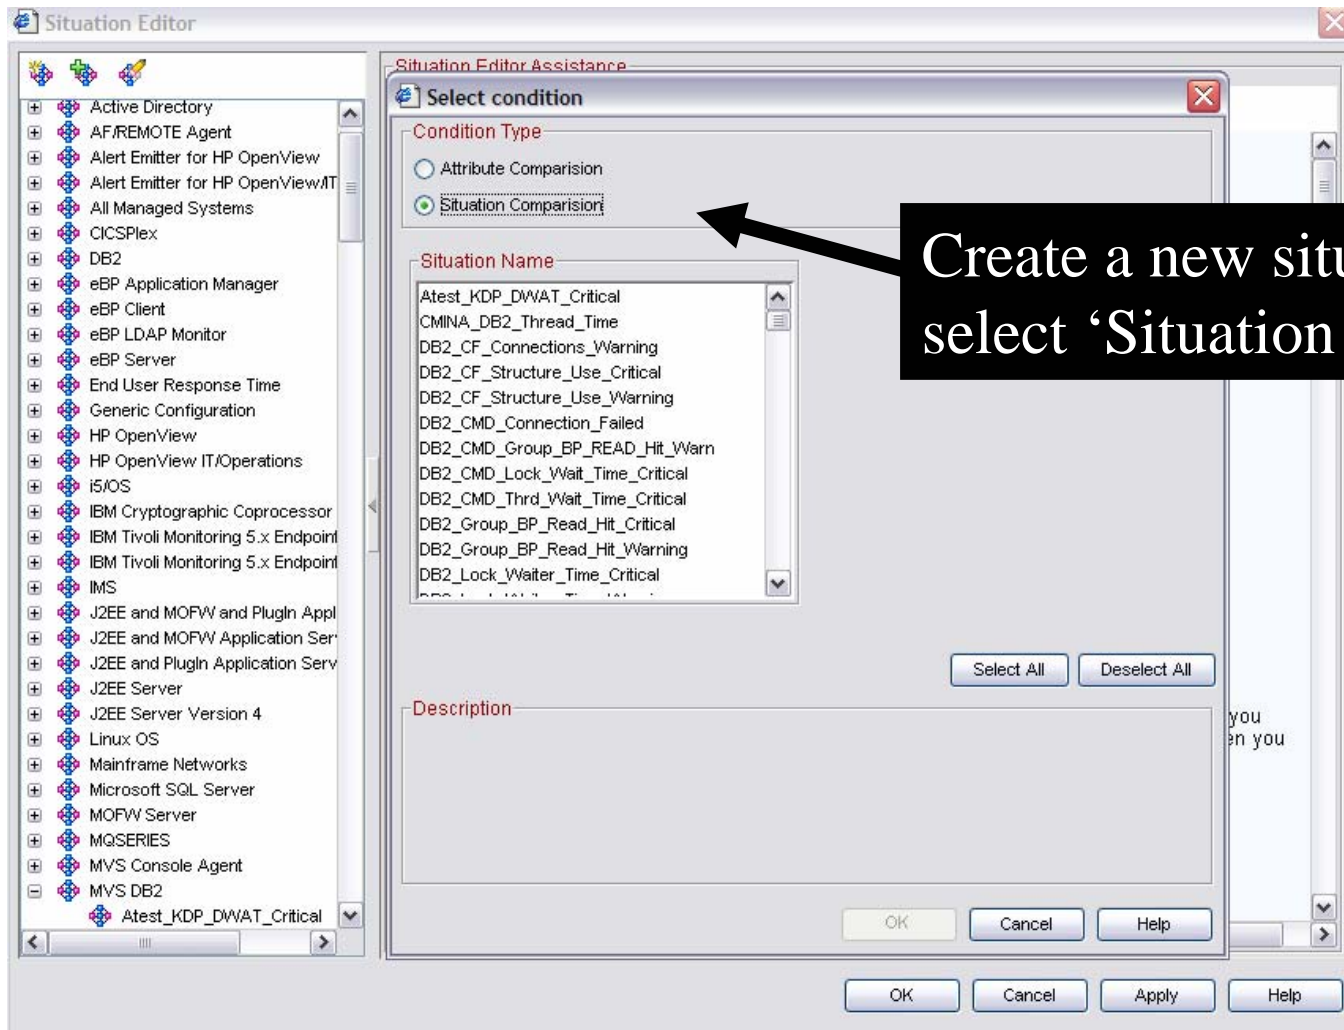 Situation Editor
Active Directory
AF/REMOTE Agent
Alert Emitter for HP OpenView
Alert Emitter for HP OpenView/IT
All Managed Systems
CICSPlex
DB2
eBP Application Manager
eBP Client
eBP LDAP Monitor
eBP Server
End User Response Time
Generic Configuration
HP OpenView
HP OpenView IT/Operations
i5/OS
IBM Cryptographic Coprocessor
IBM Tivoli Monitoring 5.x Endpoint
IBM Tivoli Monitoring 5.x Endpoint
IMS
J2EE and MOFW and PlugIn Appl
J2EE and MOFW Application Ser
J2EE and PlugIn Application Serv
J2EE Server
J2EE Server Version 4
Linux OS
Mainframe Networks
Microsoft SQL Server
MOFW Server
MQSERIES
MVS Console Agent
MVS DB2
Atest_KDP_DWAT_Critical
Situation Editor Assistance
Select condition
Condition Type
Attribute Comparision
Situation Comparision
Create a new situ
select ‘Situation
Situation Name
Atest_KDP_DWAT_Critical
CMINA_DB2_Thread_Time
DB2_CF_Connections_Warning
DB2_CF_Structure_Use_Critical
DB2_CF_Structure_Use_Warning
DB2_CMD_Connection_Failed
DB2_CMD_Group_BP_READ_Hit_Warn
DB2_CMD_Lock_Wait_Time_Critical
DB2_CMD_Thrd_Wait_Time_Critical
DB2_Group_BP_Read_Hit_Critical
DB2_Group_BP_Read_Hit_Warning
DB2_Lock_Waiter_Time_Critical
Select All Deselect All
Description
you
en you
OK Cancel Help
OK Cancel Apply Help